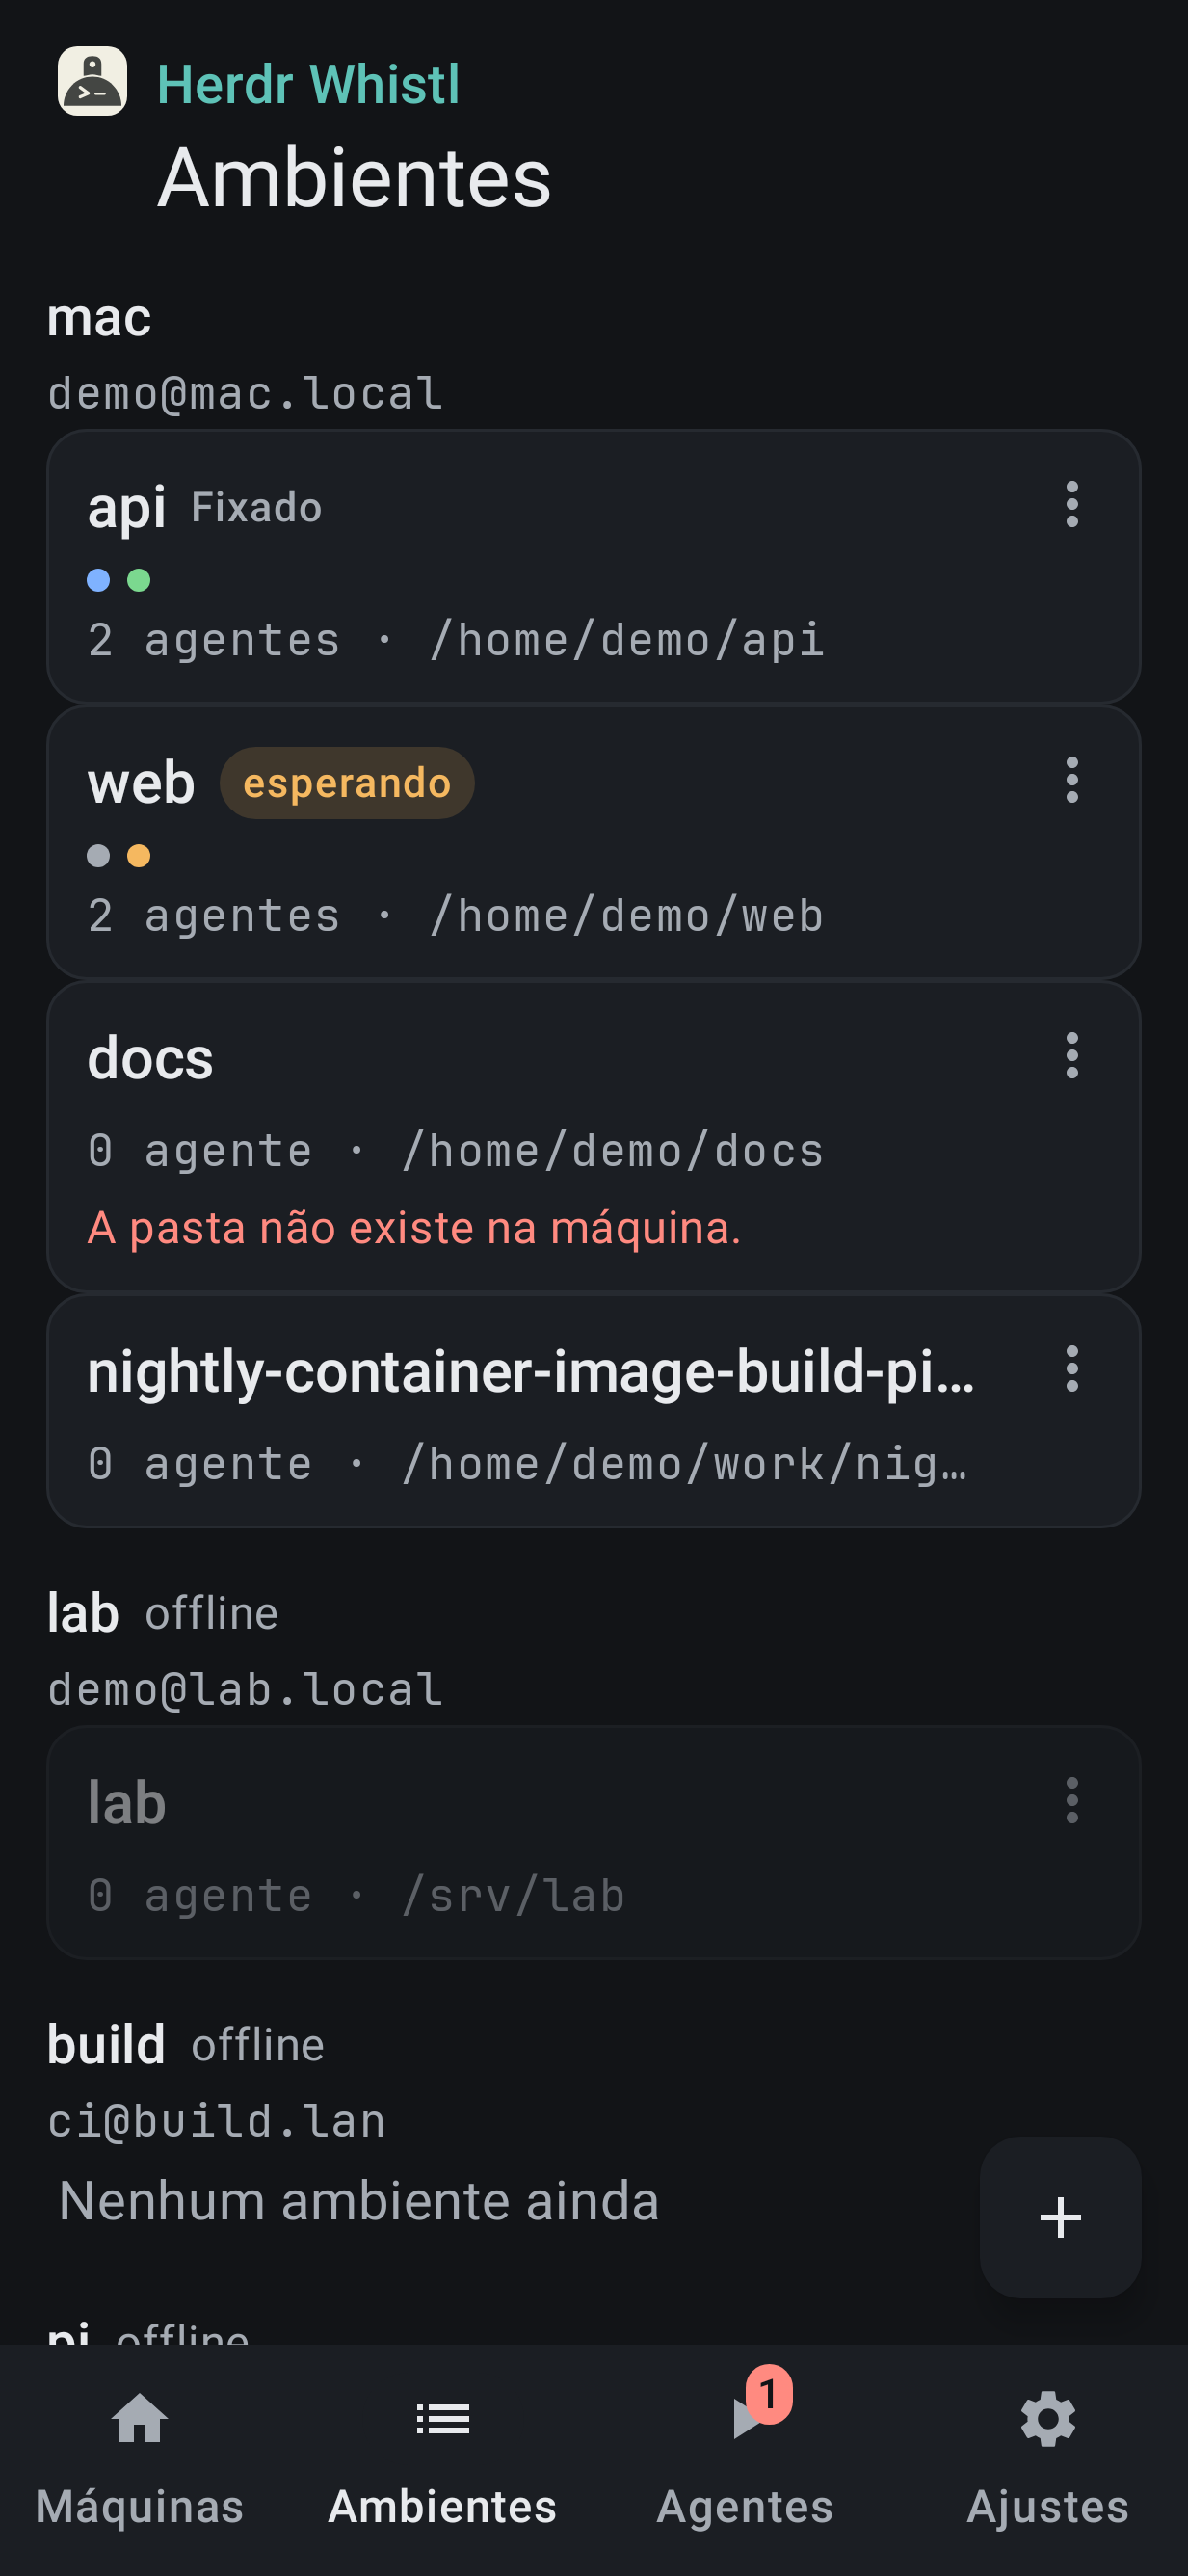 Herdr Whistl
Ambientes
mac
demo@mac.local
api Fixado
2 agentes · /home/demo/api
web esperando
2 agentes · /home/demo/web
docs
0 agente · /home/demo/docs
A pasta não existe na máquina.
nightly-container-image-build-pi…
0 agente · /home/demo/work/nig…
lab offline
demo@lab.local
lab
0 agente · /srv/lab
build offline
ci@build.lan
Nenhum ambiente ainda
+
pi offline
1
Máquinas Ambientes Agentes Ajustes